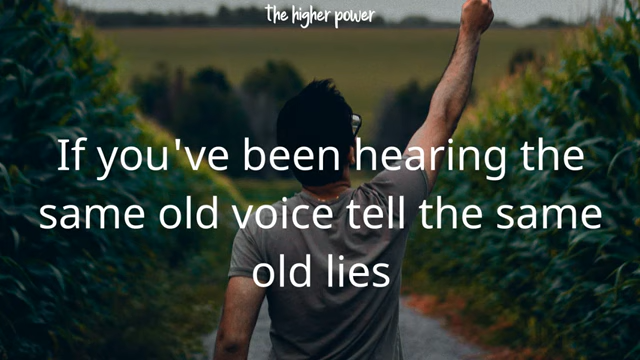 the higher power
If you've been hearing the
same old voice tell the same
old lies